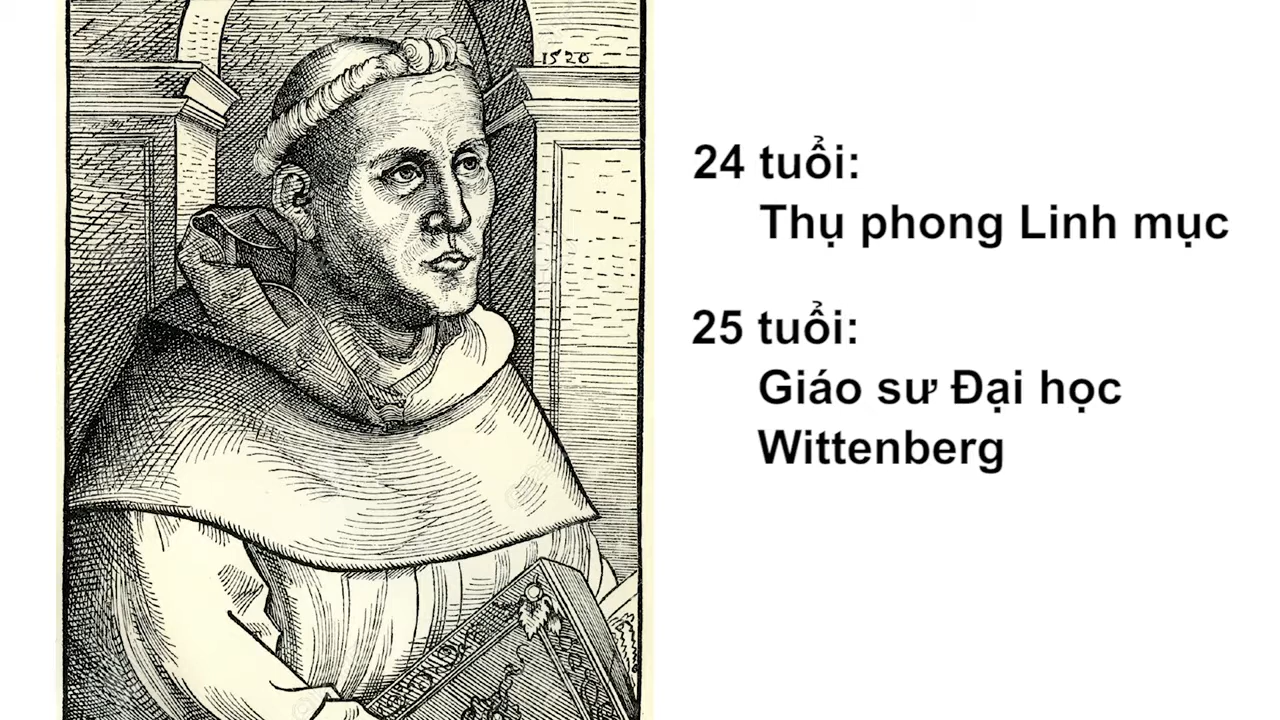 1520
24 tuổi:
Thụ phong Linh mục
25 tuổi:
Giáo sư Đại học
Wittenberg